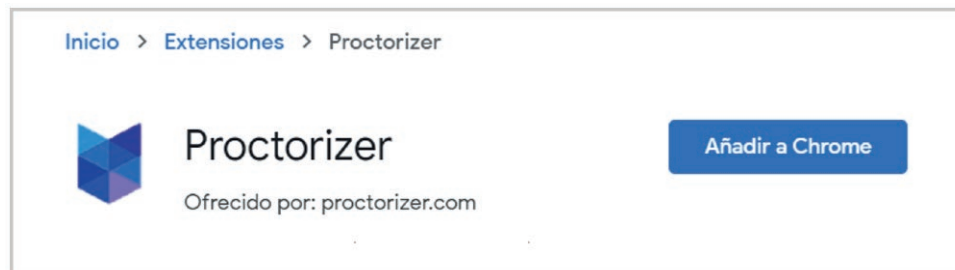 Inicio > Extensiones > Proctorizer
Proctorizer
Añadir a Chrome
Ofrecido por: proctorizer.com